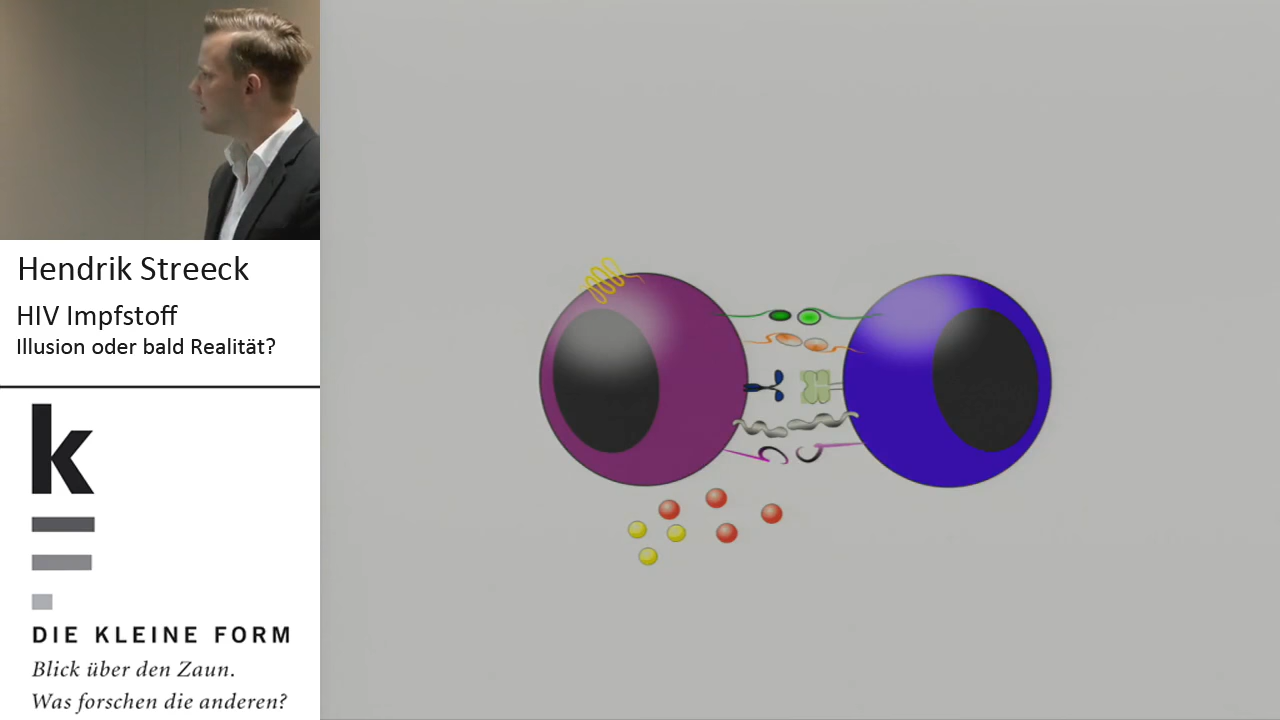 Hendrik Streeck
HIV Impfstoff
Illusion oder bald Realität?
k
DIE KLEINE FORM
Blick über den Zaun.
Was forschen die anderen?